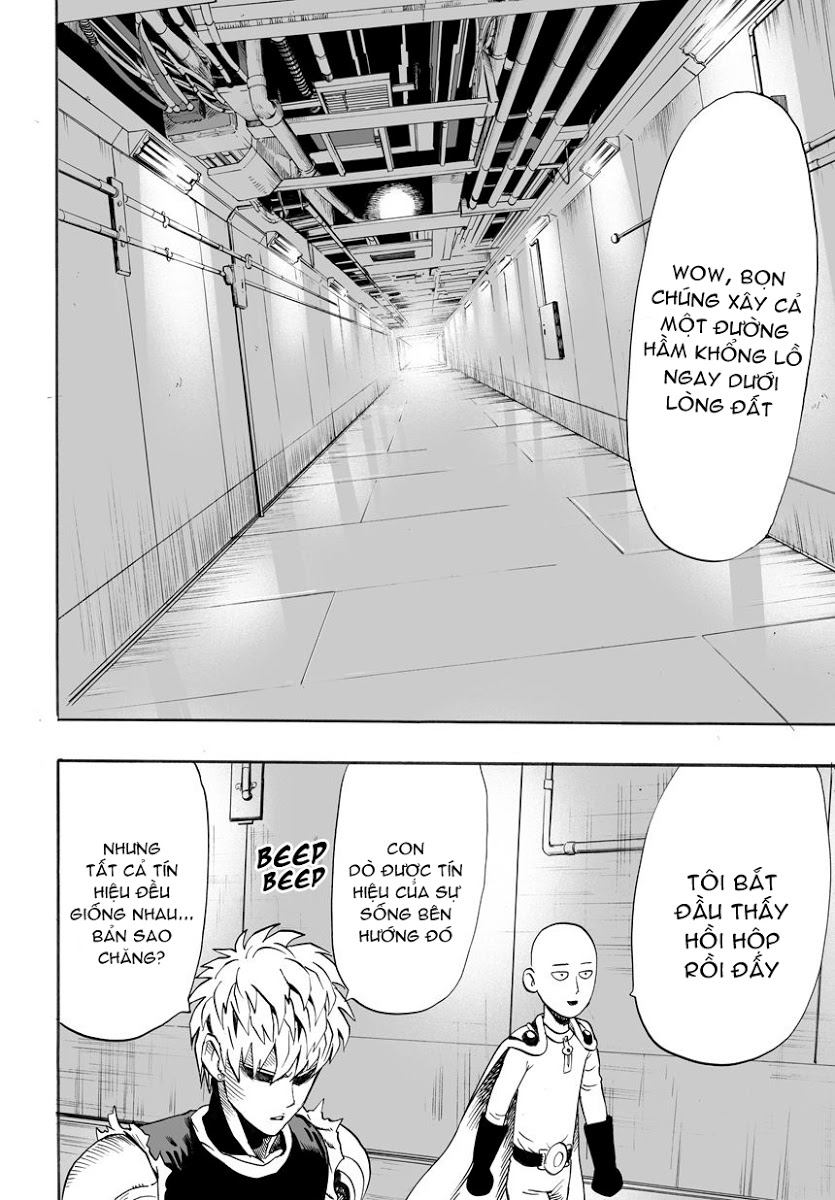 WOW, BỌN
CHÚNG XÂY CẢ
MỘT ĐƯỜNG
HẦM KHỔNG LỒ
NGAY DƯỚI
LÒNG ĐẤT
TÔI BẮT
ĐẦU THẤY
HỒI HỘP
RỒI ĐẤY
CON
DÒ ĐƯỢC TÍN
HIỆU CỦA SỰ
SỐNG BÊN
HƯỚNG ĐÓ
BEEP
BEEP
NHƯNG
TẤT CẢ TÍN
HIỆU ĐỀU
GIỐNG NHAU...
BẢN SAO
CHĂNG?